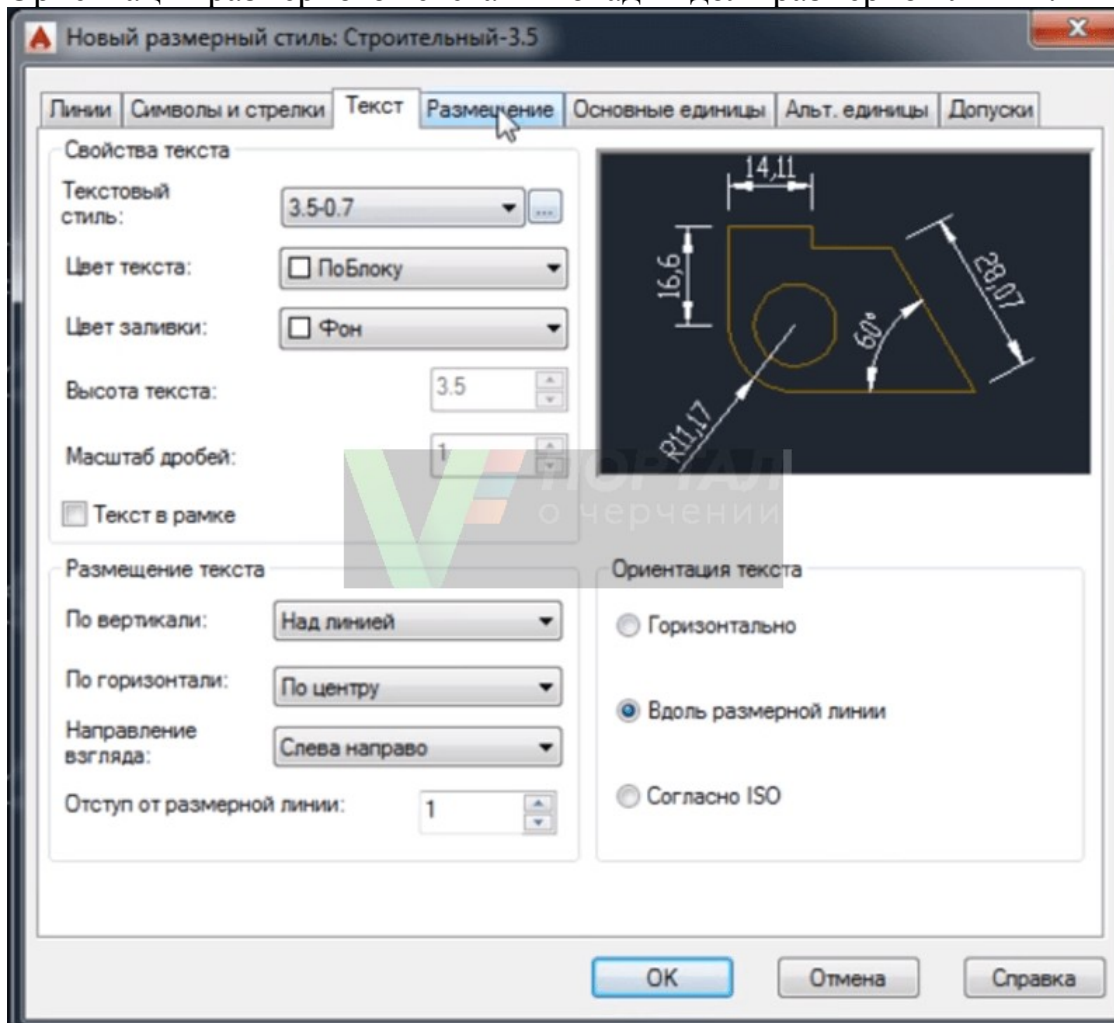 Новый размерный стиль: Строительный-3.5
Линии Символы и стрелки Текст Размещение Основные единицы Альт. единицы Допуски
Свойства текста
Текстовый
стиль:
3.5-0.7
...
Цвет текста:
ПоБлоку
Цвет заливки:
Фон
Высота текста:
3.5
Масштаб дробей:
1
Текст в рамке
14,11
16,6
28,07
60°
R11,17
ПОРТАЛ
о черчении
Размещение текста
По вертикали:
Над линией
По горизонтали:
По центру
Направление
взгляда:
Слева направо
Отступ от размерной линии:
1
Ориентация текста
Горизонтально
Вдоль размерной линии
Согласно ISO
ОК Отмена Справка